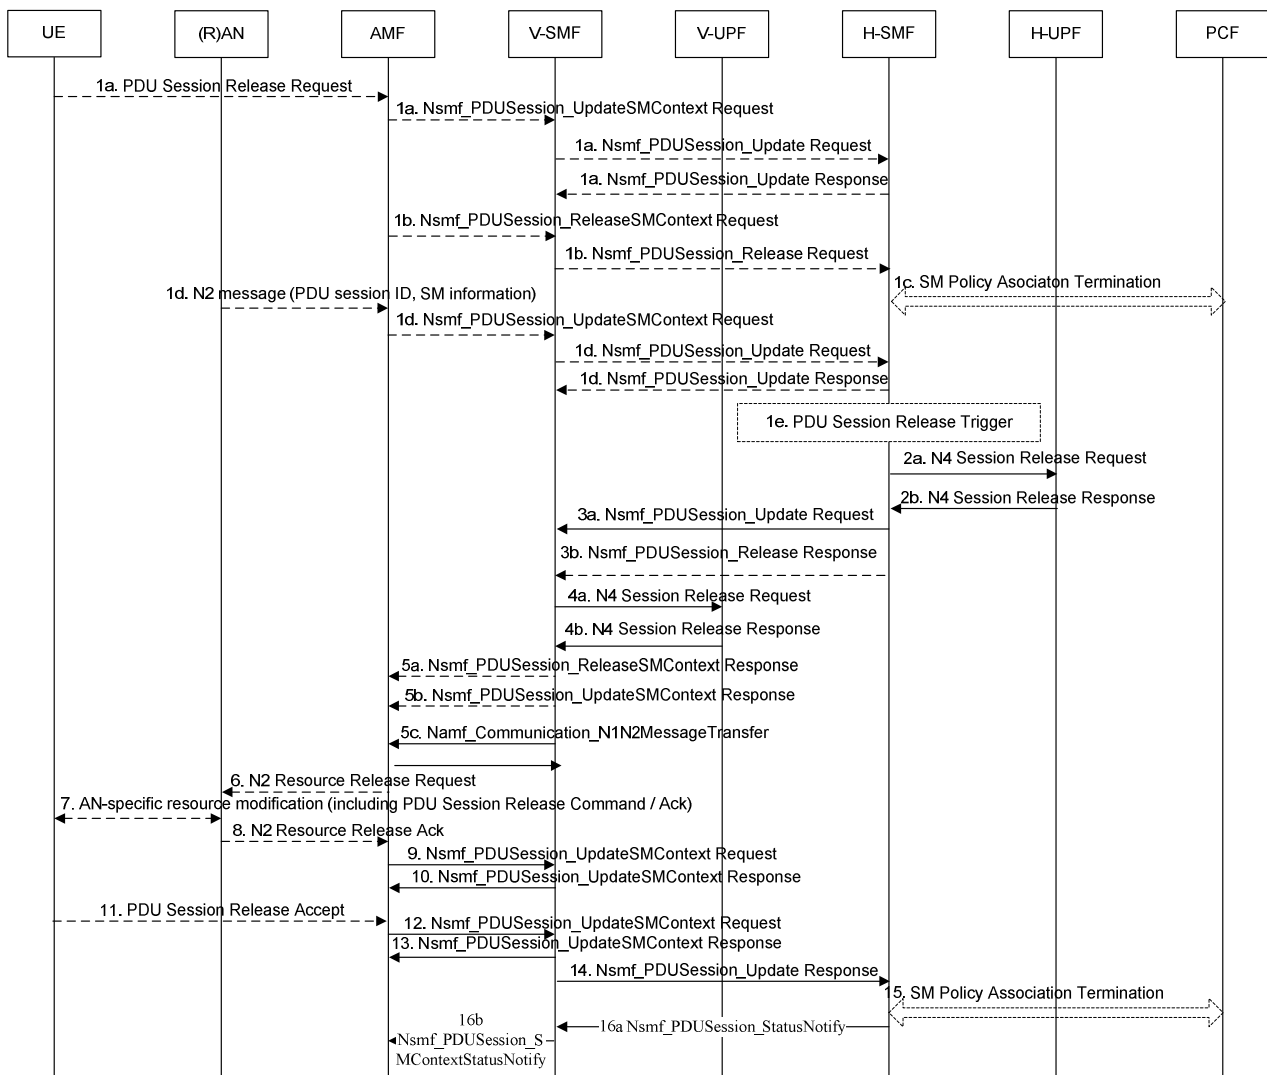 UE
(R)AN
AMF
V-SMF
V-UPF
H-SMF
H-UPF
PCF
1a. PDU Session Release Request
1a. Nsmf_PDUSession_UpdateSMContext Request
1a. Nsmf_PDUSession_Update Request
1a. Nsmf_PDUSession_Update Response
1b. Nsmf_PDUSession_ReleaseSMContext Request
1b. Nsmf_PDUSession_Release Request
1c. SM Policy Asociaton Termination
1d. N2 message (PDU session ID, SM information)
1d. Nsmf_PDUSession_UpdateSMContext Request
1d. Nsmf_PDUSession_Update Request
1d. Nsmf_PDUSession_Update Response
1e. PDU Session Release Trigger
2a. N4 Session Release Request
2b. N4 Session Release Response
3a. Nsmf_PDUSession_Update Request
3b. Nsmf_PDUSession_Release Response
4a. N4 Session Release Request
4b. N4 Session Release Response
5a. Nsmf_PDUSession_ReleaseSMContext Response
5b. Nsmf_PDUSession_UpdateSMContext Response
5c. Namf_Communication_N1N2MessageTransfer
6. N2 Resource Release Request
7. AN-specific resource modification (including PDU Session Release Command / Ack)
8. N2 Resource Release Ack
9. Nsmf_PDUSession_UpdateSMContext Request
10. Nsmf_PDUSession_UpdateSMContext Response
11. PDU Session Release Accept
12. Nsmf_PDUSession_UpdateSMContext Request
13. Nsmf_PDUSession_UpdateSMContext Response
14. Nsmf_PDUSession_Update Response
15. SM Policy Association Termination
16a Nsmf_PDUSession_StatusNotify
16b
Nsmf_PDUSession_S
MContextStatusNotify